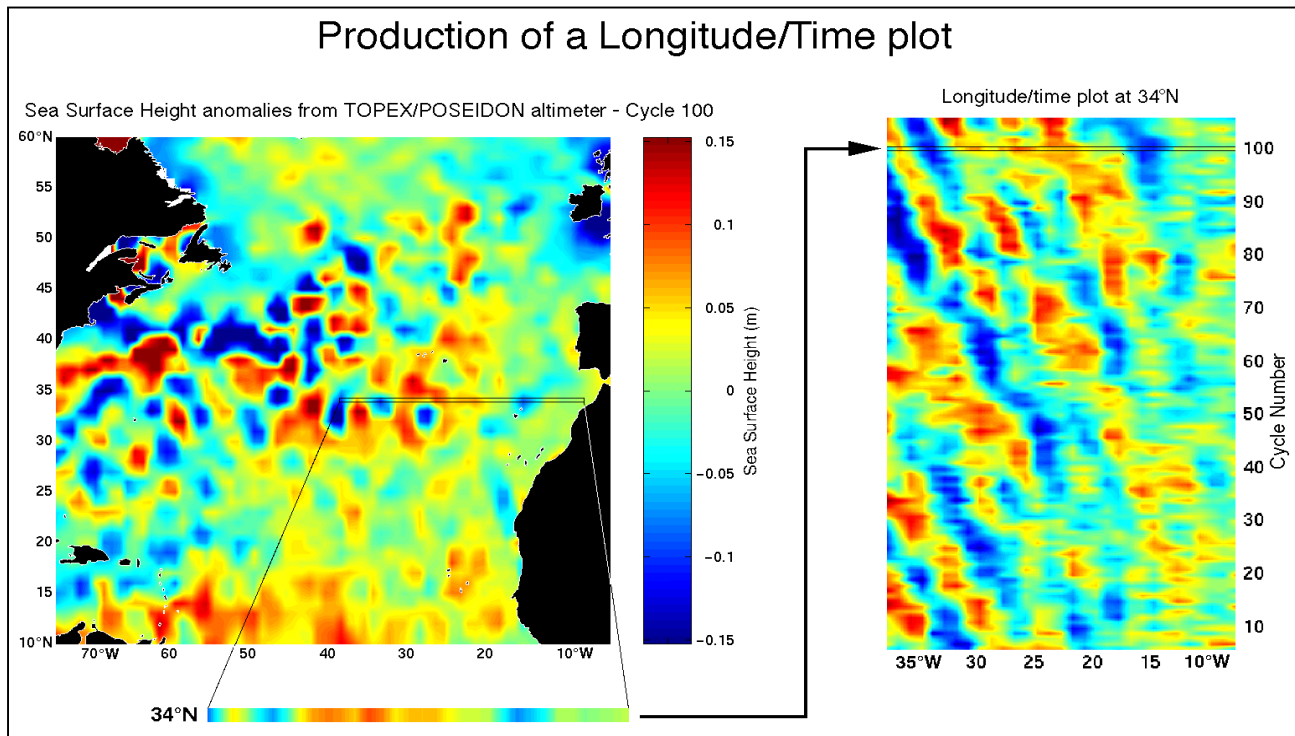 Production of a Longitude/Time plot
Sea Surface Height anomalies from TOPEX/POSEIDON altimeter - Cycle 100
60°N
55
50
45
40
35
30
25
20
15
10°N
70°W 60 50 40 30 20 10°W
0.15
0.1
0.05
0
−0.05
−0.1
−0.15
Sea Surface Height (m)
34°N
Longitude/time plot at 34°N
100
90
80
70
60
50
40
30
20
10
Cycle Number
35°W 30 25 20 15 10°W